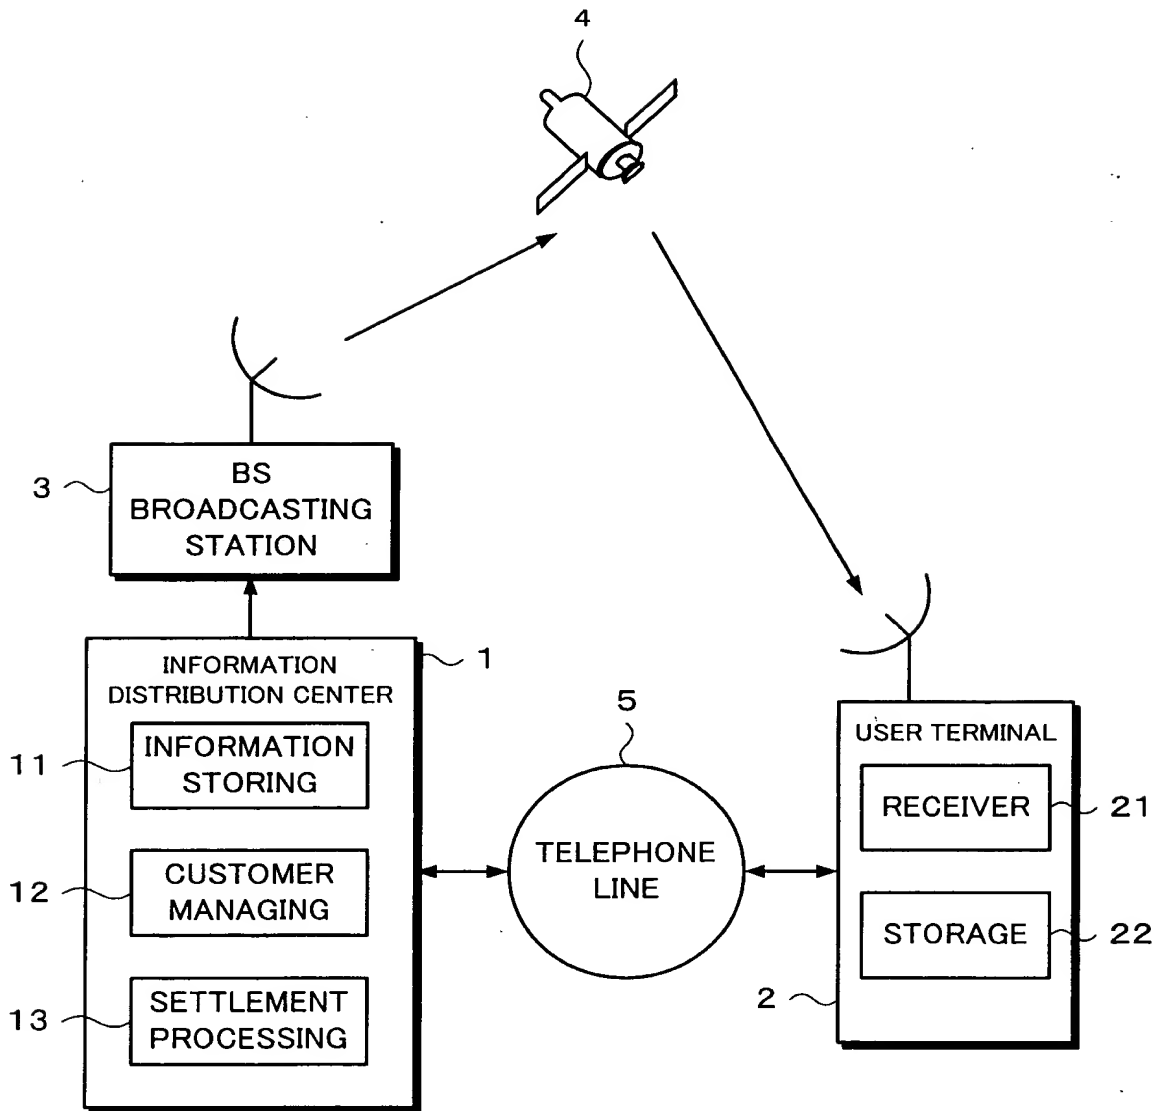 4
3
BS
BROADCASTING
STATION
1
INFORMATION
DISTRIBUTION CENTER
11
INFORMATION
STORING
12
CUSTOMER
MANAGING
13
SETTLEMENT
PROCESSING
5
TELEPHONE
LINE
USER TERMINAL
RECEIVER
21
STORAGE
22
2